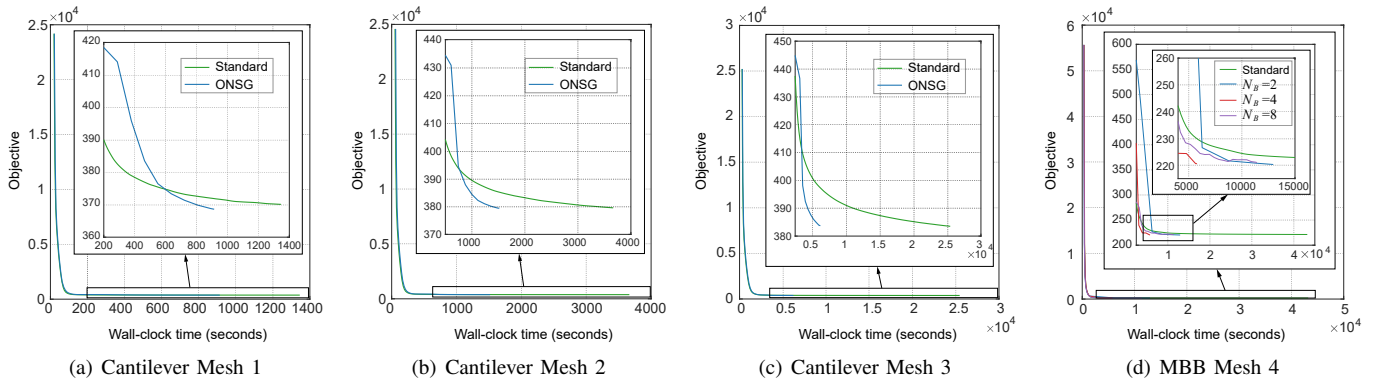 ×10⁴
2.5
2
1.5
1
0.5
0
Objective
420
410
400
390
380
370
360
Standard
ONSG
200 400 600 800 1000 1200 1400
0 200 400 600 800 1000 1200 1400
Wall-clock time (seconds)
(a) Cantilever Mesh 1
×10⁴
2.5
2
1.5
1
0.5
0
Objective
440
430
420
410
400
390
380
370
Standard
ONSG
1000 2000 3000 4000
0 1000 2000 3000 4000
Wall-clock time (seconds)
(b) Cantilever Mesh 2
×10⁴
3
2.5
2
1.5
1
0.5
0
Objective
450
440
430
420
410
400
390
380
Standard
ONSG
0.5 1 1.5 2 2.5 3
×10⁴
0 0.5 1 1.5 2 2.5 3
×10⁴
Wall-clock time (seconds)
(c) Cantilever Mesh 3
×10⁴
6
5
4
3
2
1
0
Objective
600
550
500
450
400
350
300
250
200
260
250
240
230
220
Standard
N_B =2
N_B =4
N_B =8
5000 10000 15000
1 2 3 4 ×10⁴
0 1 2 3 4 5
×10⁴
Wall-clock time (seconds)
(d) MBB Mesh 4